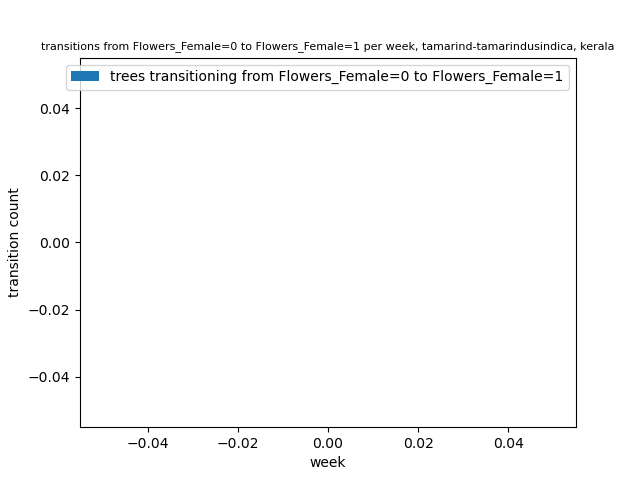 transitions from Flowers_Female=0 to Flowers_Female=1 per week, tamarind-tamarindusindica, kerala
trees transitioning from Flowers_Female=0 to Flowers_Female=1
0.04
0.02
0.00
−0.02
−0.04
transition count
−0.04 −0.02 0.00 0.02 0.04
week